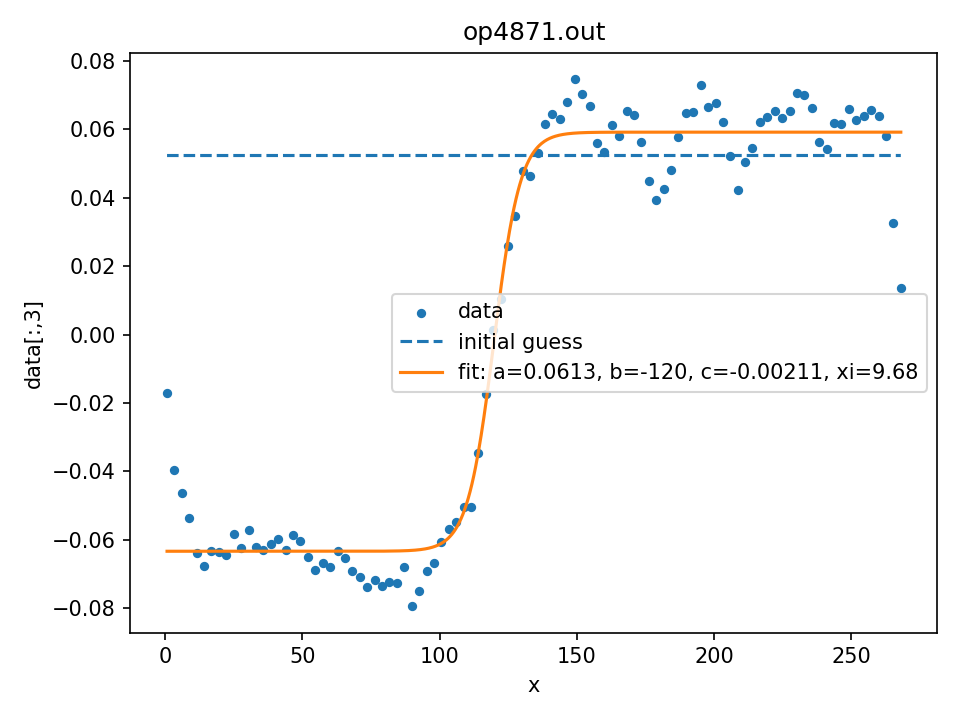 op4871.out
0.08
0.06
0.04
0.02
0.00
−0.02
−0.04
−0.06
−0.08
data[:,3]
data
initial guess
fit: a=0.0613, b=-120, c=-0.00211, xi=9.68
0 50 100 150 200 250
x